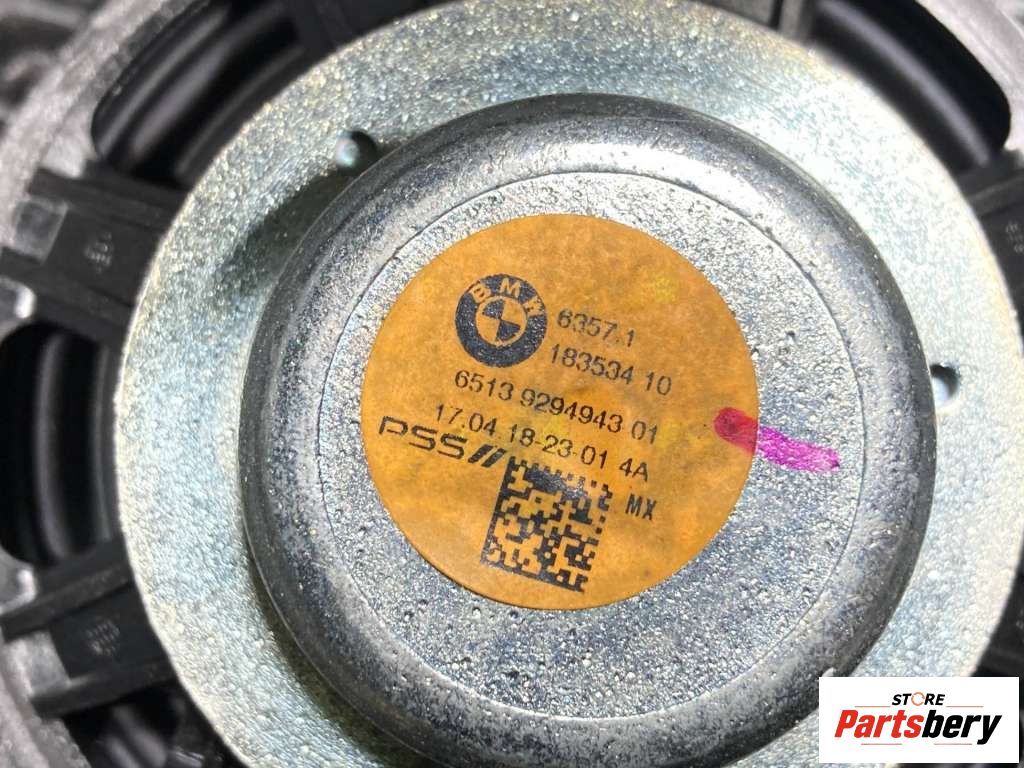 BMW
6357.1
183534 10
6513 9294943 01
17.04.18-23-01 4A
PSS//
MX
STORE
Partsbery